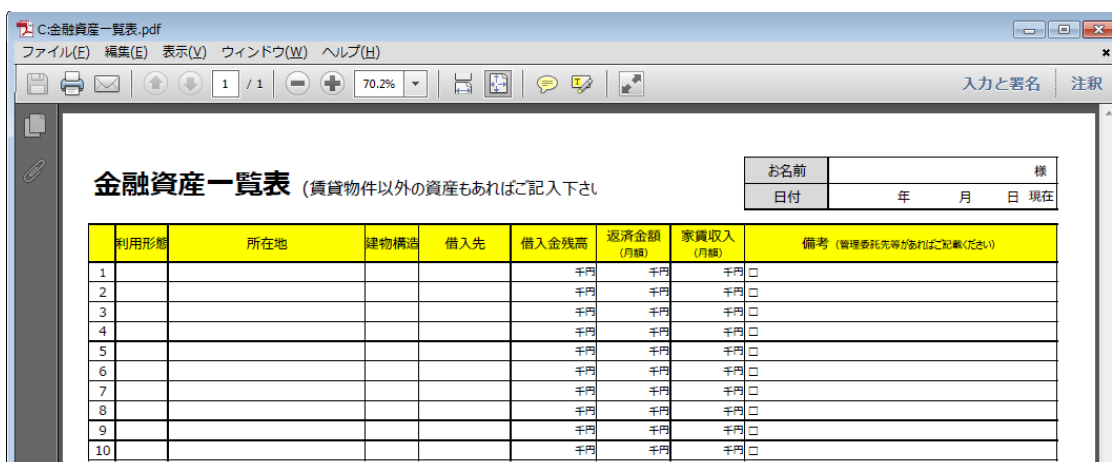 C:金融資産一覧表.pdf
ファイル(F) 編集(E) 表示(V) ウィンドウ(W) ヘルプ(H)
1 / 1 70.2% 入力と署名 注釈
金融資産一覧表 (賃貸物件以外の資産もあればご記入下さい
お名前 様
日付 年 月 日 現在
利用形態 所在地 建物構造 借入先 借入金残高 返済金額 (月額) 家賃収入 (月額) 備考 (管理委託先等があればご記載ください)
1 千円 千円 千円 □
2 千円 千円 千円 □
3 千円 千円 千円 □
4 千円 千円 千円 □
5 千円 千円 千円 □
6 千円 千円 千円 □
7 千円 千円 千円 □
8 千円 千円 千円 □
9 千円 千円 千円 □
10 千円 千円 千円 □